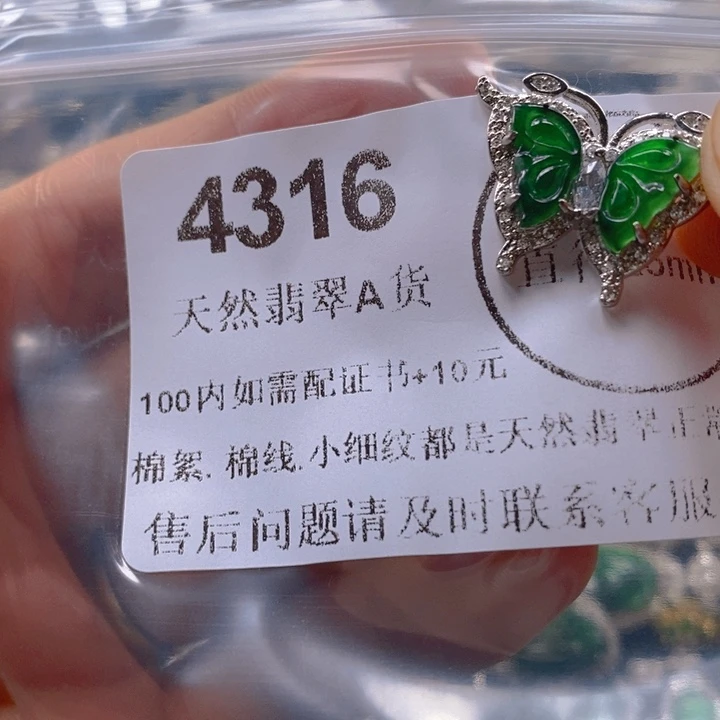 4316
天然翡翠A货
100内如需配证书+10元
棉絮.棉线.小细纹都是天然翡翠正常
售后问题请及时联系客服